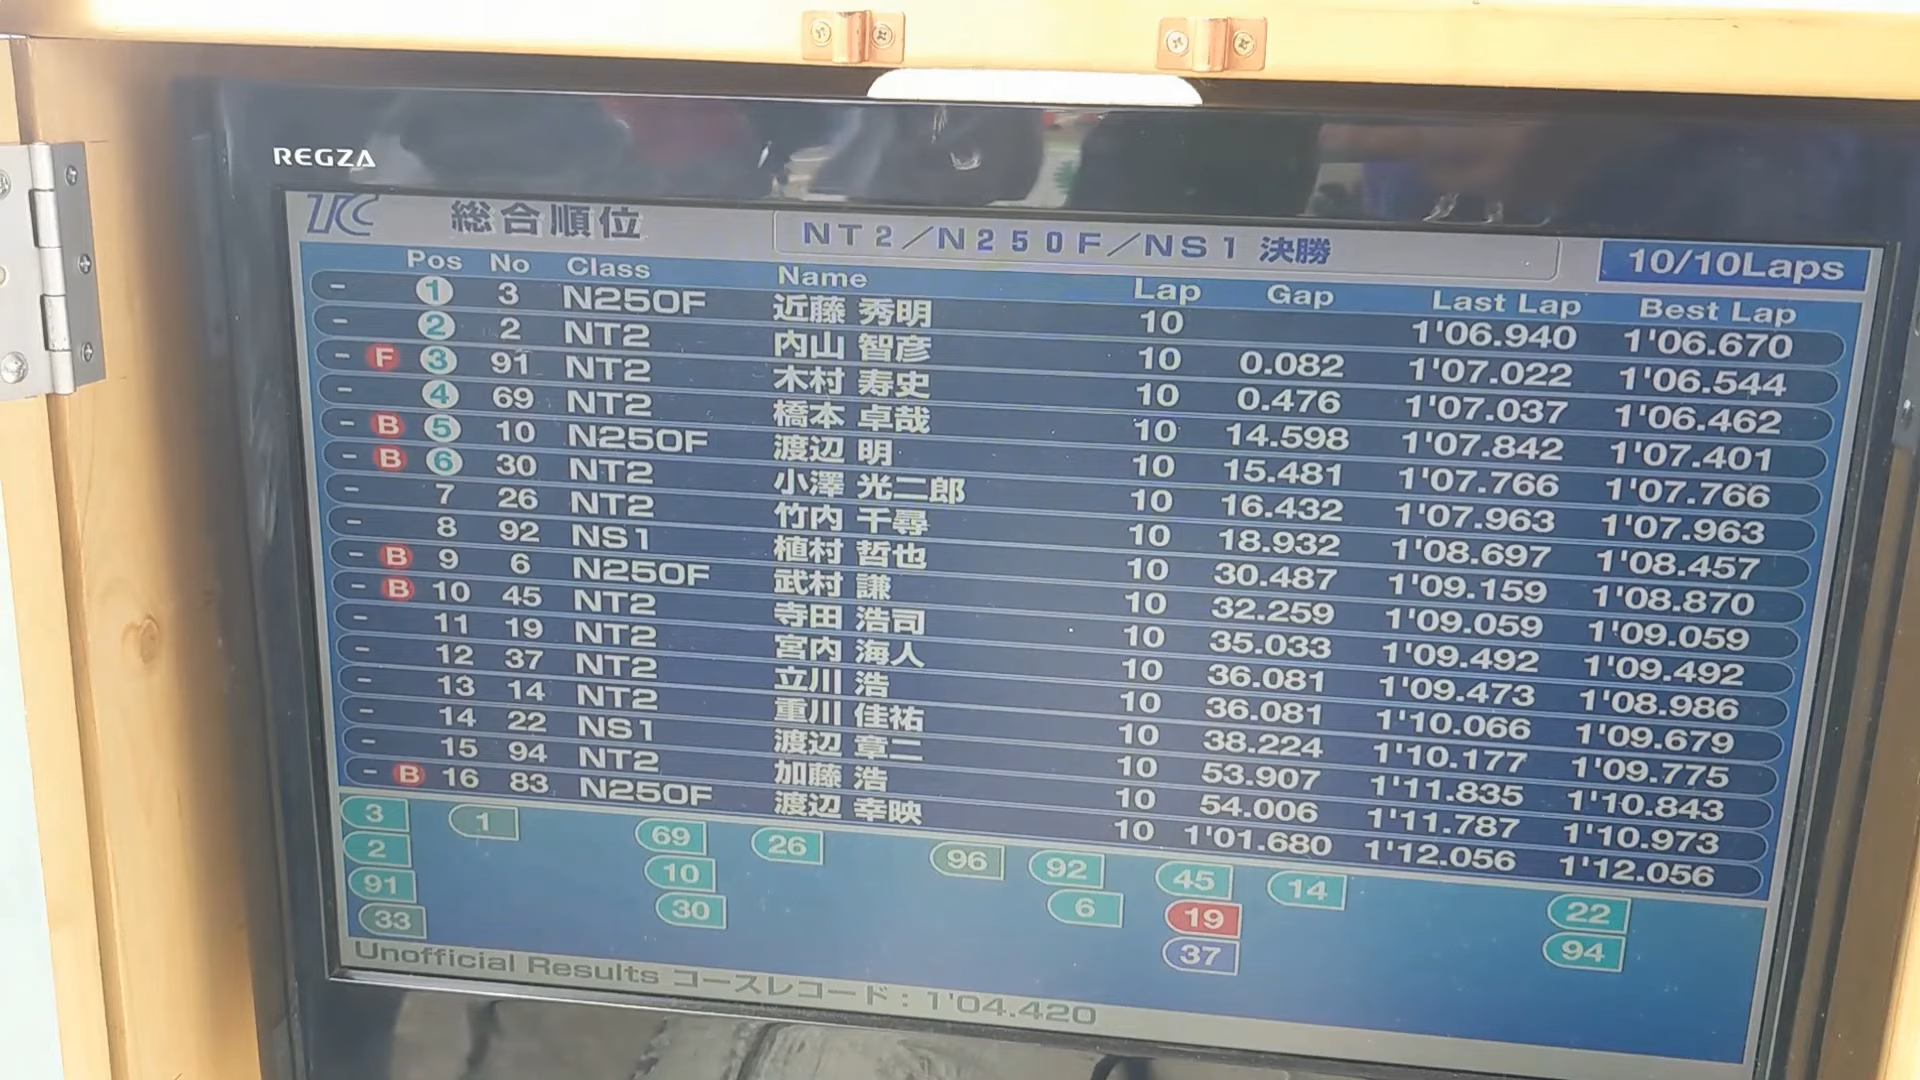 REGZA
TC 総合順位 NT2/N250F/NS1 決勝 10/10Laps
Pos No Class Name Lap Gap Last Lap Best Lap
- 1 3 N250F 近藤 秀明 10 1'06.940 1'06.670
- 2 2 NT2 内山 智彦 10 0.082 1'07.022 1'06.544
- F 3 91 NT2 木村 寿史 10 0.476 1'07.037 1'06.462
- 4 69 NT2 橋本 卓哉 10 14.598 1'07.842 1'07.401
- B 5 10 N250F 渡辺 明 10 15.481 1'07.766 1'07.766
- B 6 30 NT2 小澤 光二郎 10 16.432 1'07.963 1'07.963
- 7 26 NT2 竹内 千尋 10 18.932 1'08.697 1'08.457
- 8 92 NS1 植村 哲也 10 30.487 1'09.159 1'08.870
- B 9 6 N250F 武村 謙 10 32.259 1'09.059 1'09.059
- B 10 45 NT2 寺田 浩司 10 35.033 1'09.492 1'09.492
- 11 19 NT2 宮内 海人 10 36.081 1'09.473 1'08.986
- 12 37 NT2 立川 浩 10 36.081 1'10.066 1'09.679
- 13 14 NT2 重川 佳祐 10 38.224 1'10.177 1'09.775
- 14 22 NS1 渡辺 章二 10 53.907 1'11.835 1'10.843
- 15 94 NT2 加藤 浩 10 54.006 1'11.787 1'10.973
- B 16 83 N250F 渡辺 幸映 10 1'01.680 1'12.056 1'12.056
3 1 69 26 96 92 45 14 22
2 10 6 19 94
91 30 37
33
Unofficial Results コースレコード : 1'04.420